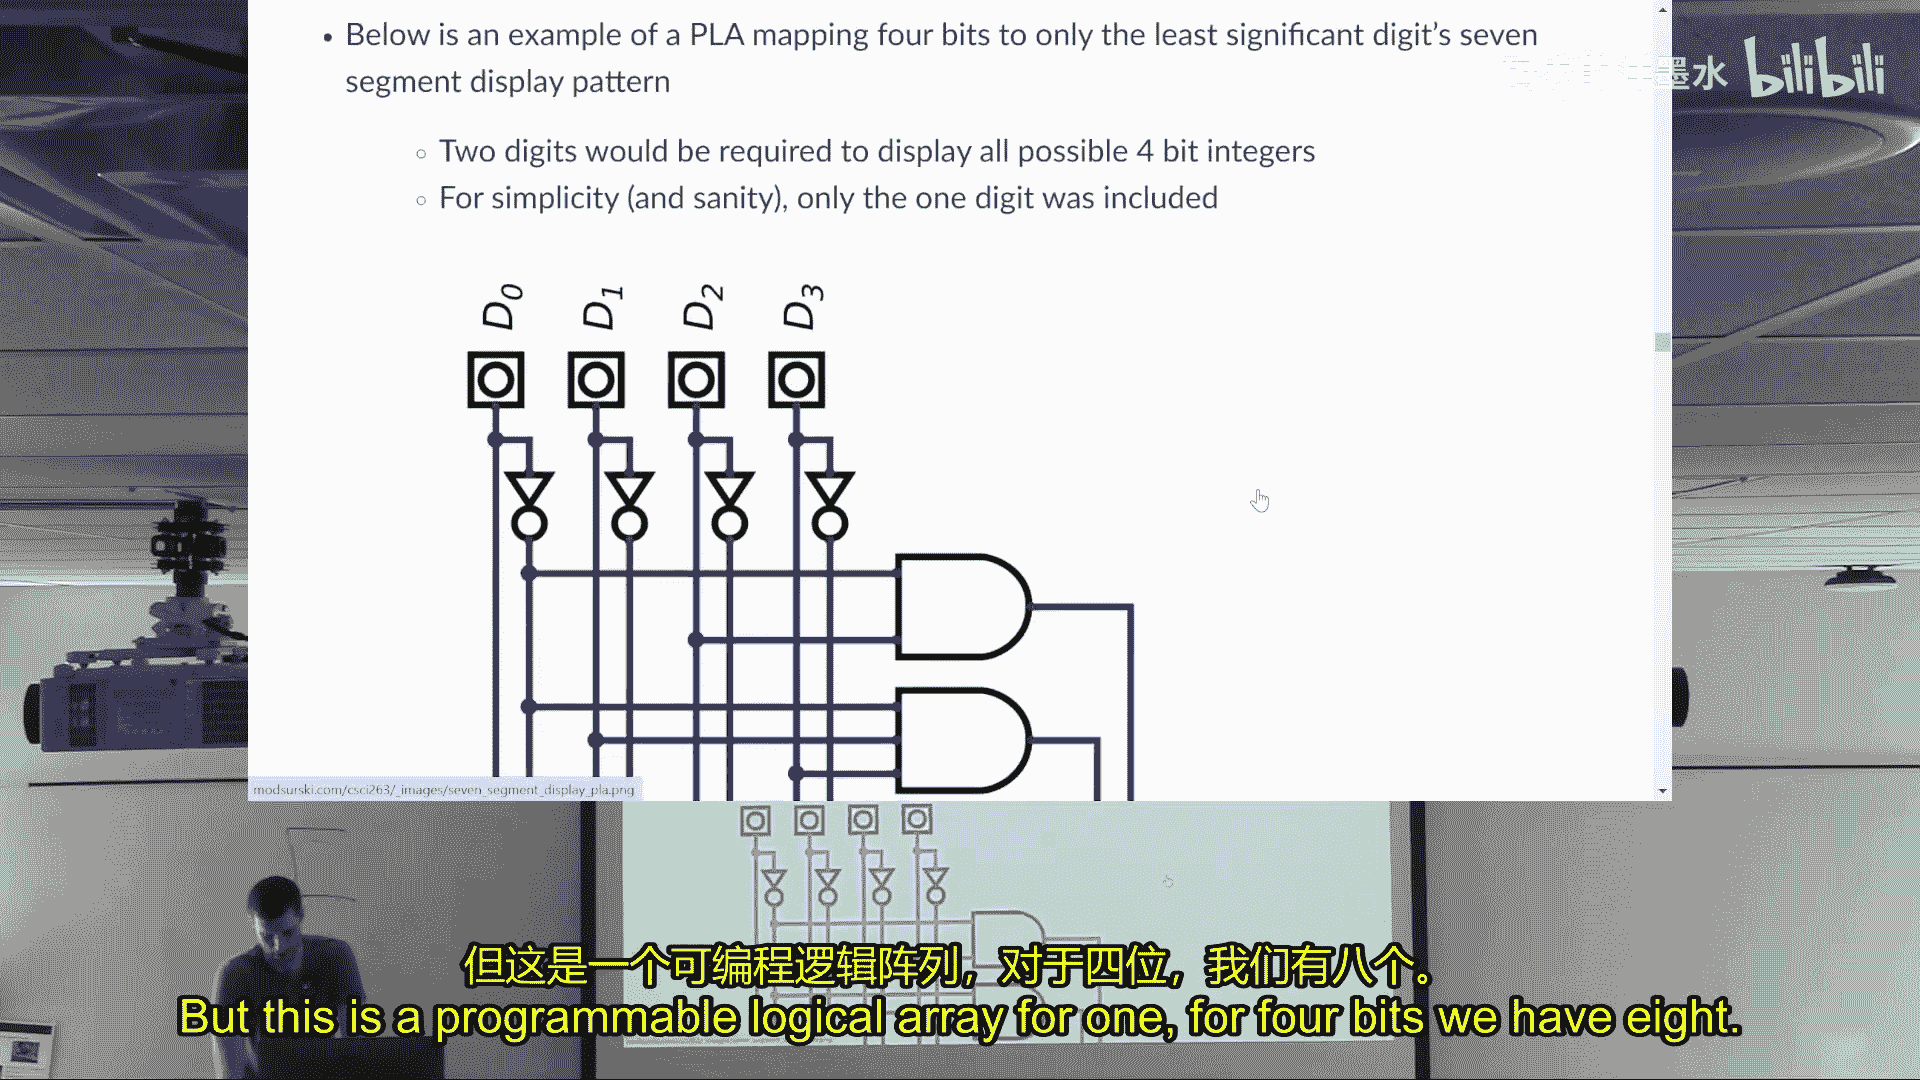 Below is an example of a PLA mapping four bits to only the least significant digit's seven
segment display pattern
墨水 bilibili
Two digits would be required to display all possible 4 bit integers
For simplicity (and sanity), only the one digit was included
D0 D1 D2 D3
modsurski.com/csci263/_images/seven_segment_display_pla.png
但这是一个可编程逻辑阵列，对于四位，我们有八个。
But this is a programmable logical array for one, for four bits we have eight.